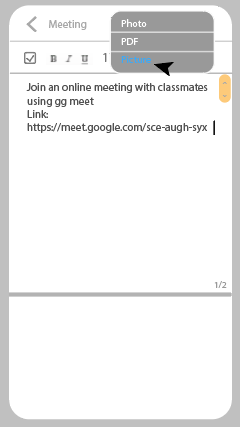 Meeting
Photo
PDF
B I U 1
Join an online meeting with classmates
using gg meet
Link:
https://meet.google.com/sce-augh-syx
1/2